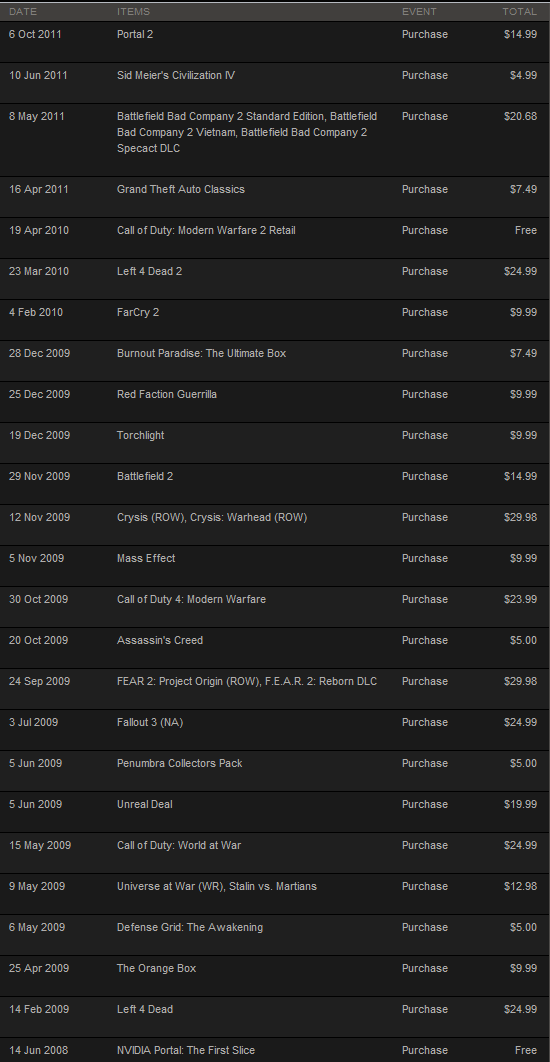 DATE ITEMS EVENT TOTAL
6 Oct 2011 Portal 2 Purchase $14.99
10 Jun 2011 Sid Meier's Civilization IV Purchase $4.99
8 May 2011 Battlefield Bad Company 2 Standard Edition, Battlefield Purchase $20.68
Bad Company 2 Vietnam, Battlefield Bad Company 2
Specact DLC
16 Apr 2011 Grand Theft Auto Classics Purchase $7.49
19 Apr 2010 Call of Duty: Modern Warfare 2 Retail Purchase Free
23 Mar 2010 Left 4 Dead 2 Purchase $24.99
4 Feb 2010 FarCry 2 Purchase $9.99
28 Dec 2009 Burnout Paradise: The Ultimate Box Purchase $7.49
25 Dec 2009 Red Faction Guerrilla Purchase $9.99
19 Dec 2009 Torchlight Purchase $9.99
29 Nov 2009 Battlefield 2 Purchase $14.99
12 Nov 2009 Crysis (ROW), Crysis: Warhead (ROW) Purchase $29.98
5 Nov 2009 Mass Effect Purchase $9.99
30 Oct 2009 Call of Duty 4: Modern Warfare Purchase $23.99
20 Oct 2009 Assassin's Creed Purchase $5.00
24 Sep 2009 FEAR 2: Project Origin (ROW), F.E.A.R. 2: Reborn DLC Purchase $29.98
3 Jul 2009 Fallout 3 (NA) Purchase $24.99
5 Jun 2009 Penumbra Collectors Pack Purchase $5.00
5 Jun 2009 Unreal Deal Purchase $19.99
15 May 2009 Call of Duty: World at War Purchase $24.99
9 May 2009 Universe at War (WR), Stalin vs. Martians Purchase $12.98
6 May 2009 Defense Grid: The Awakening Purchase $5.00
25 Apr 2009 The Orange Box Purchase $9.99
14 Feb 2009 Left 4 Dead Purchase $24.99
14 Jun 2008 NVIDIA Portal: The First Slice Purchase Free